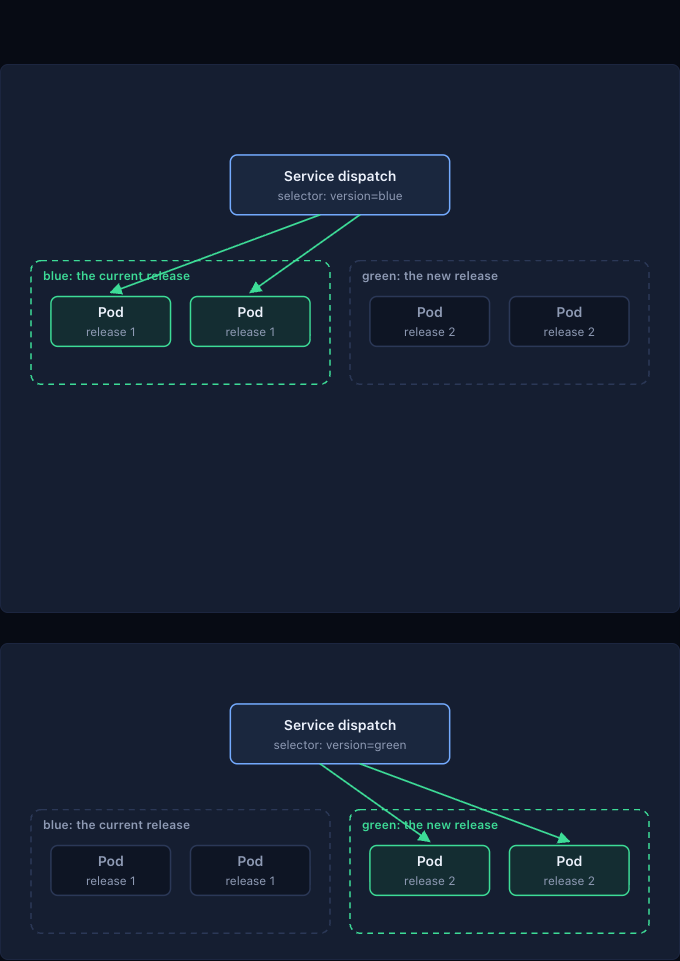 Service dispatch
selector: version=blue
blue: the current release
green: the new release
Pod
release 1
Pod
release 1
Pod
release 2
Pod
release 2
Service dispatch
selector: version=green
blue: the current release
green: the new release
Pod
release 1
Pod
release 1
Pod
release 2
Pod
release 2